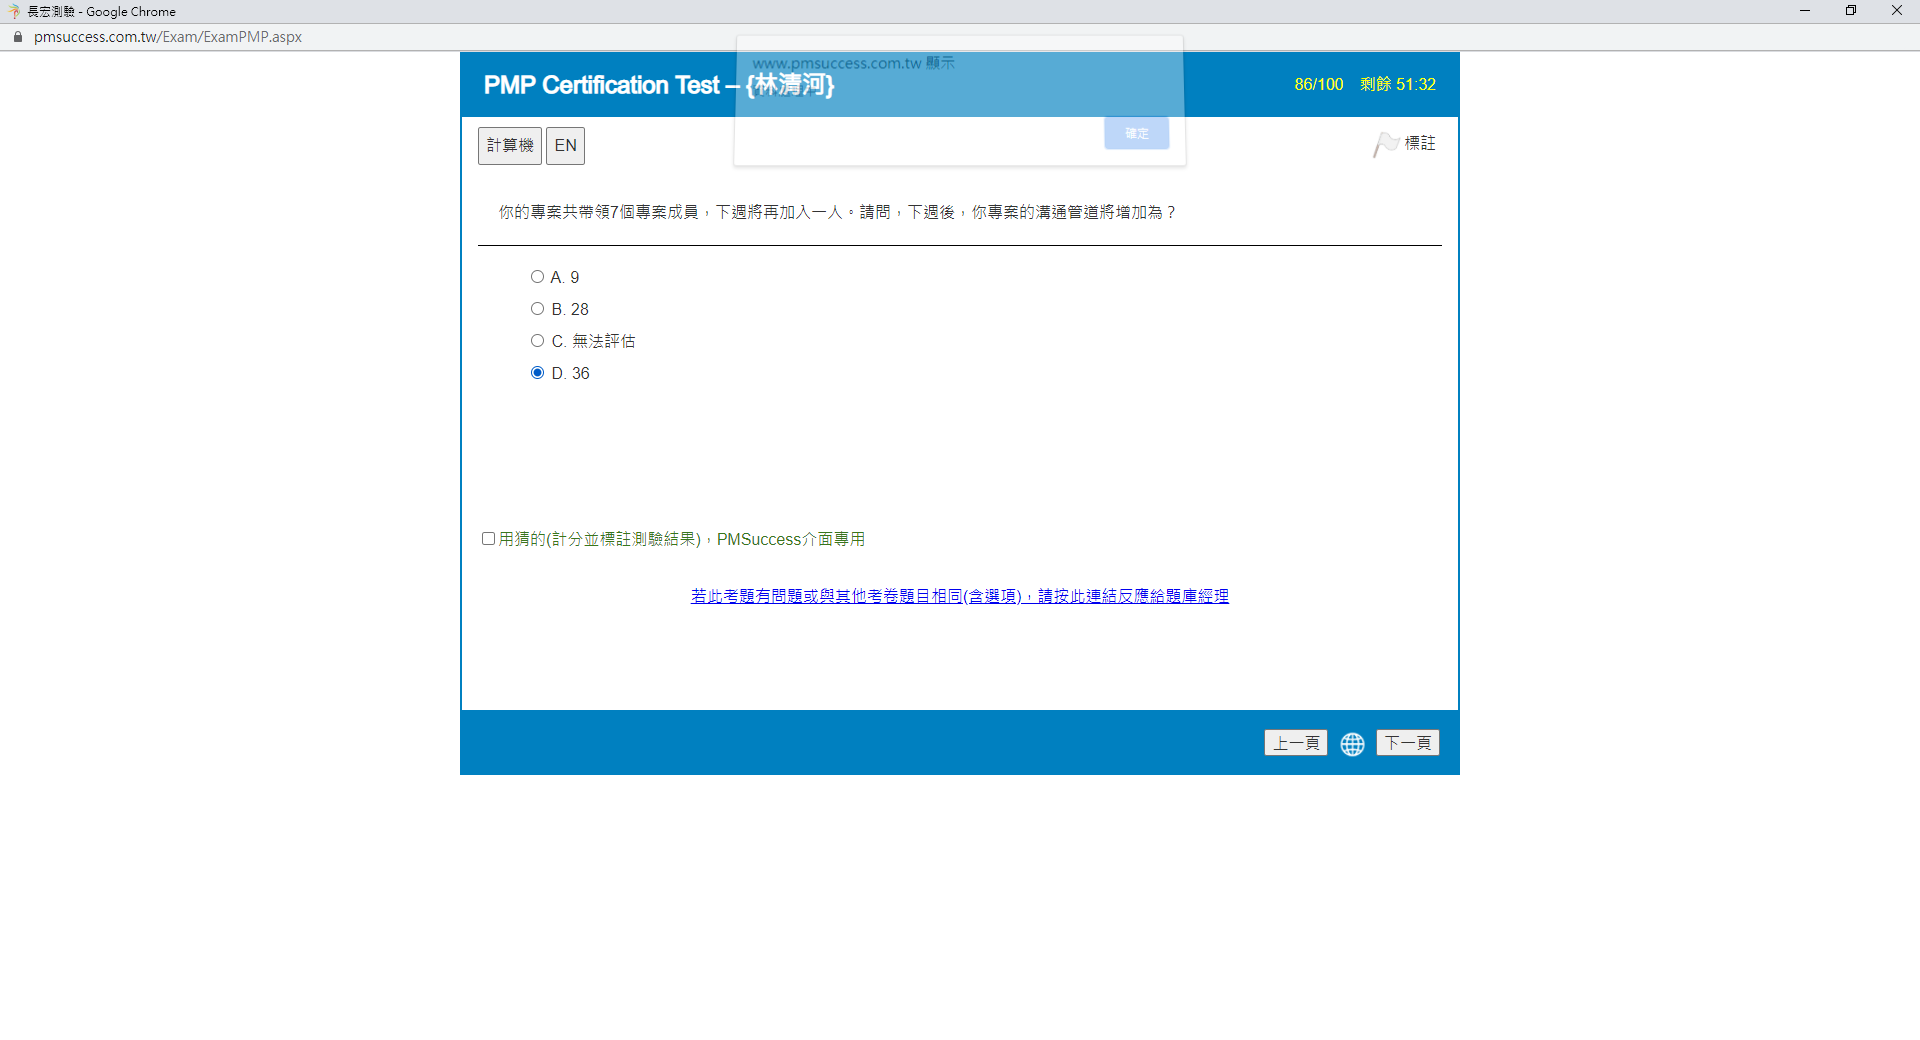 長宏測驗 - Google Chrome
pmsuccess.com.tw/Exam/ExamPMP.aspx
www.pmsuccess.com.tw 顯示
PMP Certification Test – {林清河}
86/100 剩餘 51:32
確定
計算機 EN
標註
你的專案共帶領7個專案成員，下週將再加入一人。請問，下週後，你專案的溝通管道將增加為？
A. 9
B. 28
C. 無法評估
D. 36
用猜的(計分並標註測驗結果)，PMSuccess介面專用
若此考題有問題或與其他考卷題目相同(含選項)，請按此連結反應給題庫經理
上一頁 下一頁